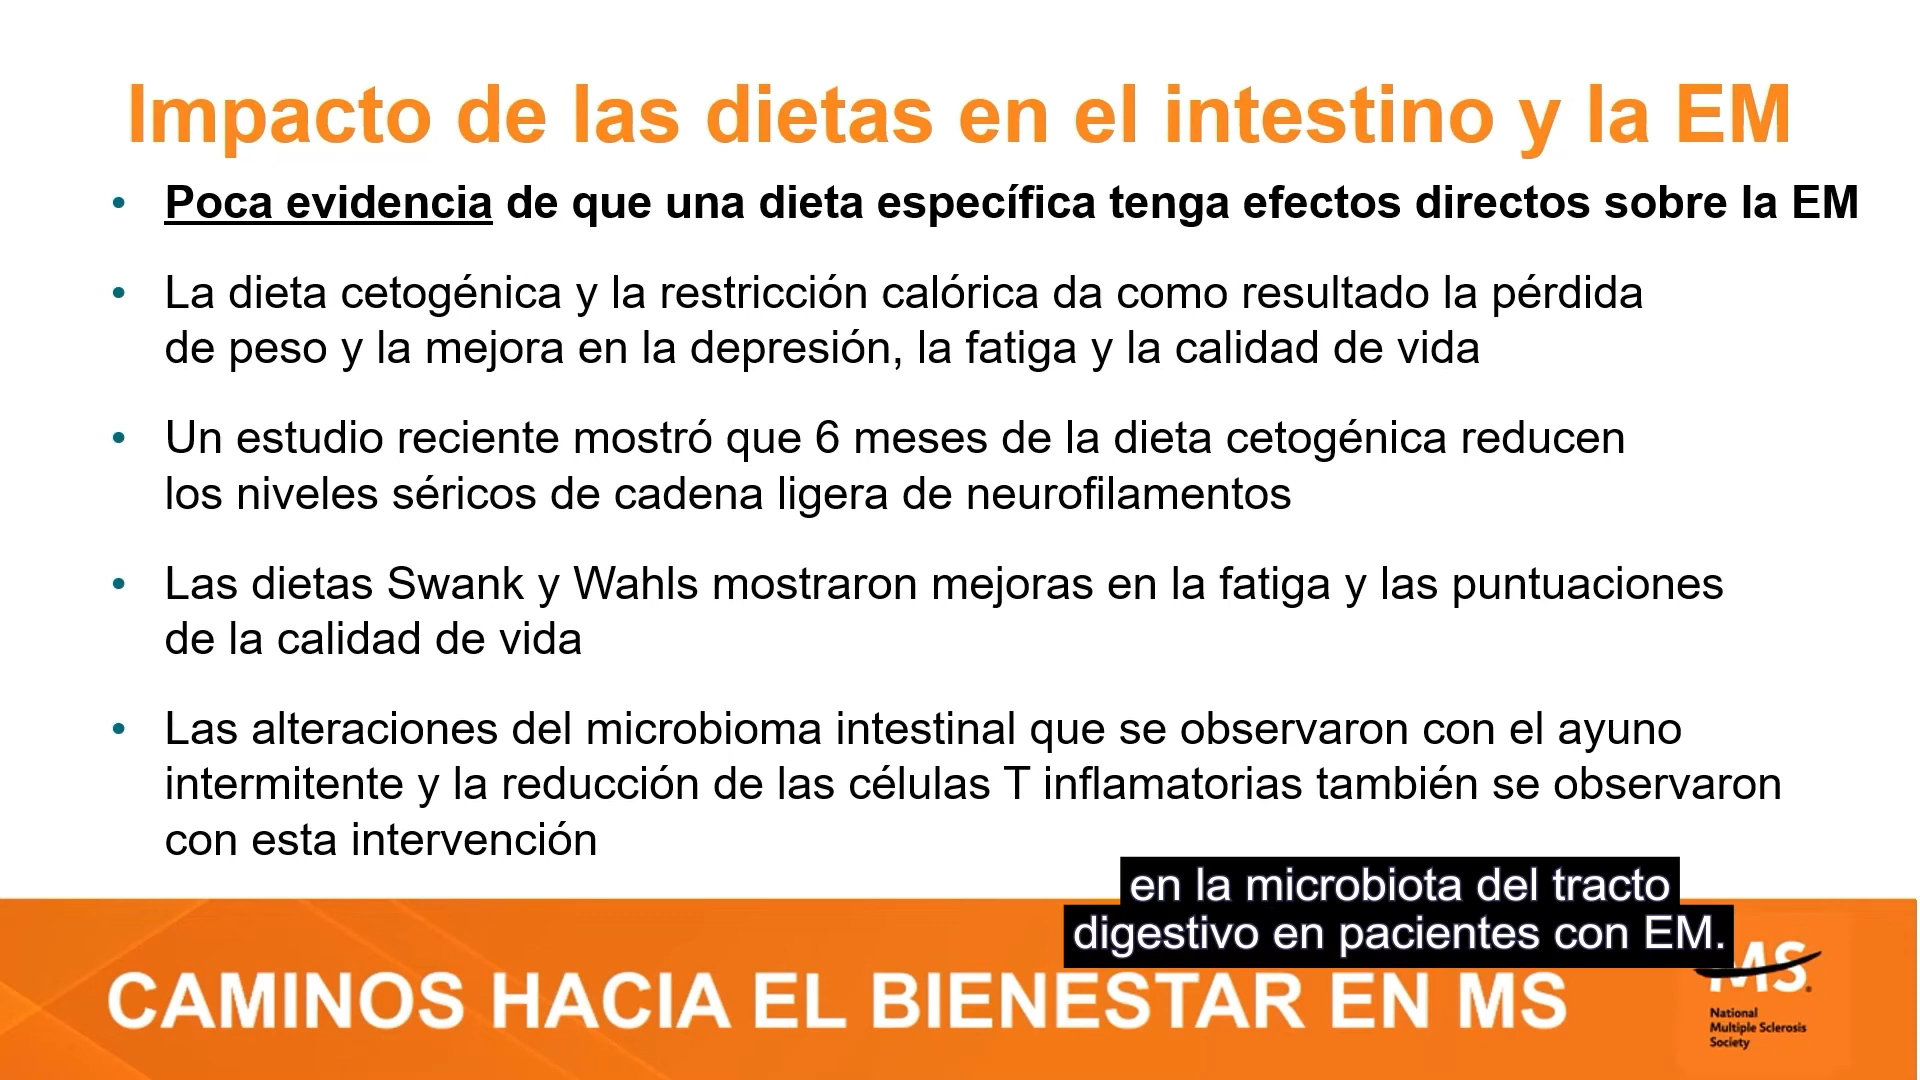 Impacto de las dietas en el intestino y la EM
• Poca evidencia de que una dieta específica tenga efectos directos sobre la EM
• La dieta cetogénica y la restricción calórica da como resultado la pérdida
de peso y la mejora en la depresión, la fatiga y la calidad de vida
• Un estudio reciente mostró que 6 meses de la dieta cetogénica reducen
los niveles séricos de cadena ligera de neurofilamentos
• Las dietas Swank y Wahls mostraron mejoras en la fatiga y las puntuaciones
de la calidad de vida
• Las alteraciones del microbioma intestinal que se observaron con el ayuno
intermitente y la reducción de las células T inflamatorias también se observaron
con esta intervención
en la microbiota del tracto
digestivo en pacientes con EM.
CAMINOS HACIA EL BIENESTAR EN MS
MS
National
Multiple Sclerosis
Society